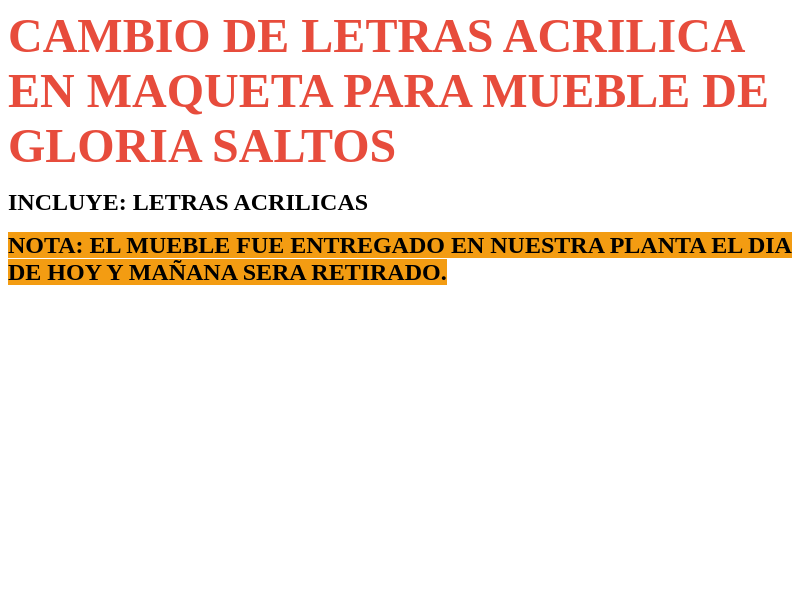 CAMBIO DE LETRAS ACRILICA
EN MAQUETA PARA MUEBLE DE
GLORIA SALTOS
INCLUYE: LETRAS ACRILICAS
NOTA: EL MUEBLE FUE ENTREGADO EN NUESTRA PLANTA EL DIA
DE HOY Y MAÑANA SERA RETIRADO.